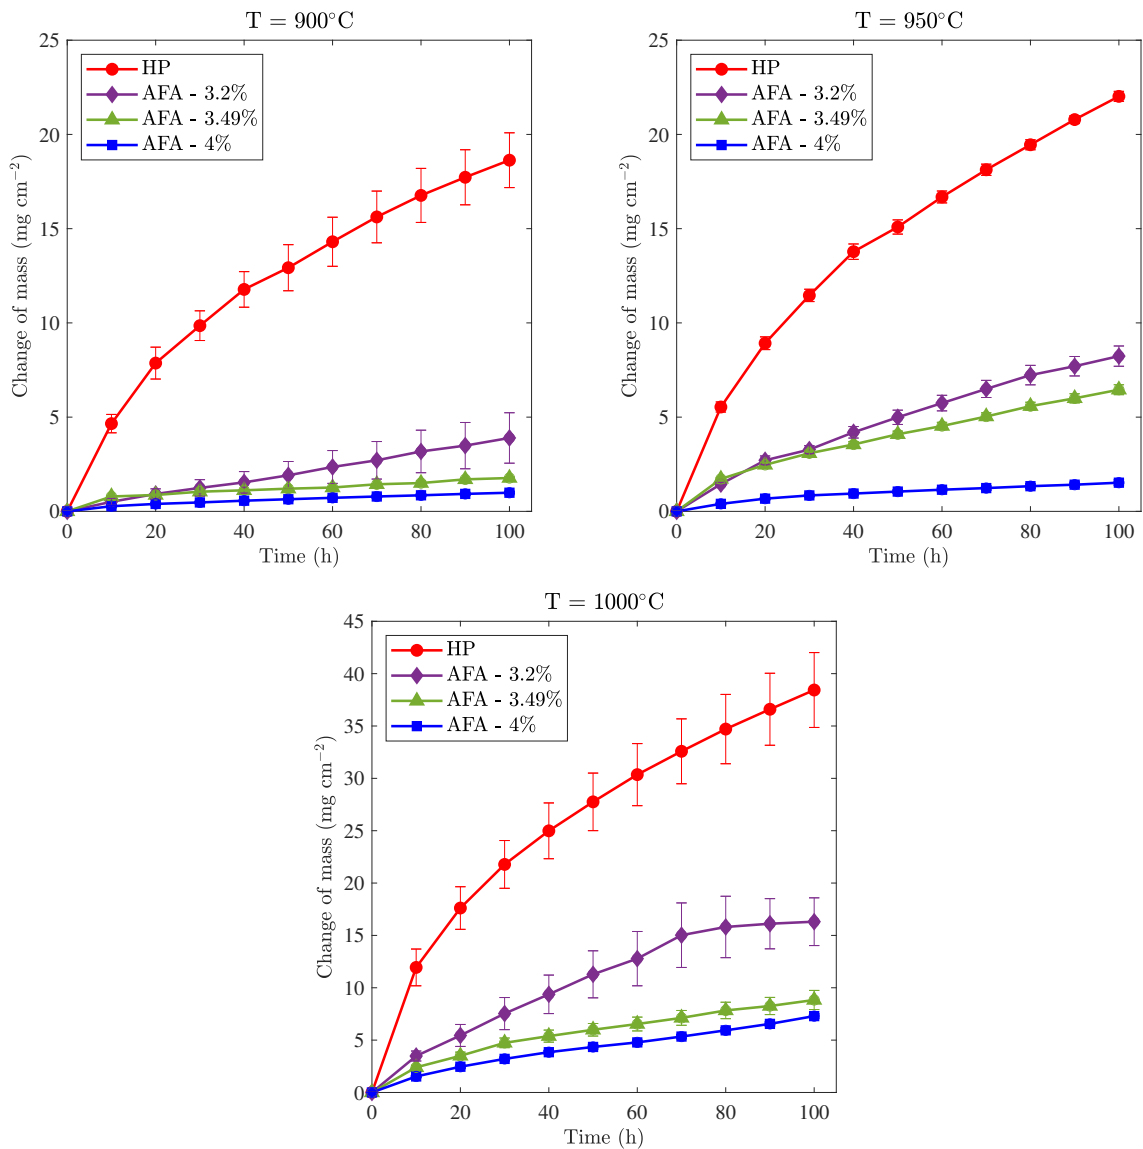 T = 900°C
25
20
15
10
5
0
Change of mass (mg cm⁻²)
HP
AFA - 3.2%
AFA - 3.49%
AFA - 4%
0 20 40 60 80 100
Time (h)
T = 950°C
25
20
15
10
5
0
Change of mass (mg cm⁻²)
HP
AFA - 3.2%
AFA - 3.49%
AFA - 4%
0 20 40 60 80 100
Time (h)
T = 1000°C
45
40
35
30
25
20
15
10
5
0
Change of mass (mg cm⁻²)
HP
AFA - 3.2%
AFA - 3.49%
AFA - 4%
0 20 40 60 80 100
Time (h)